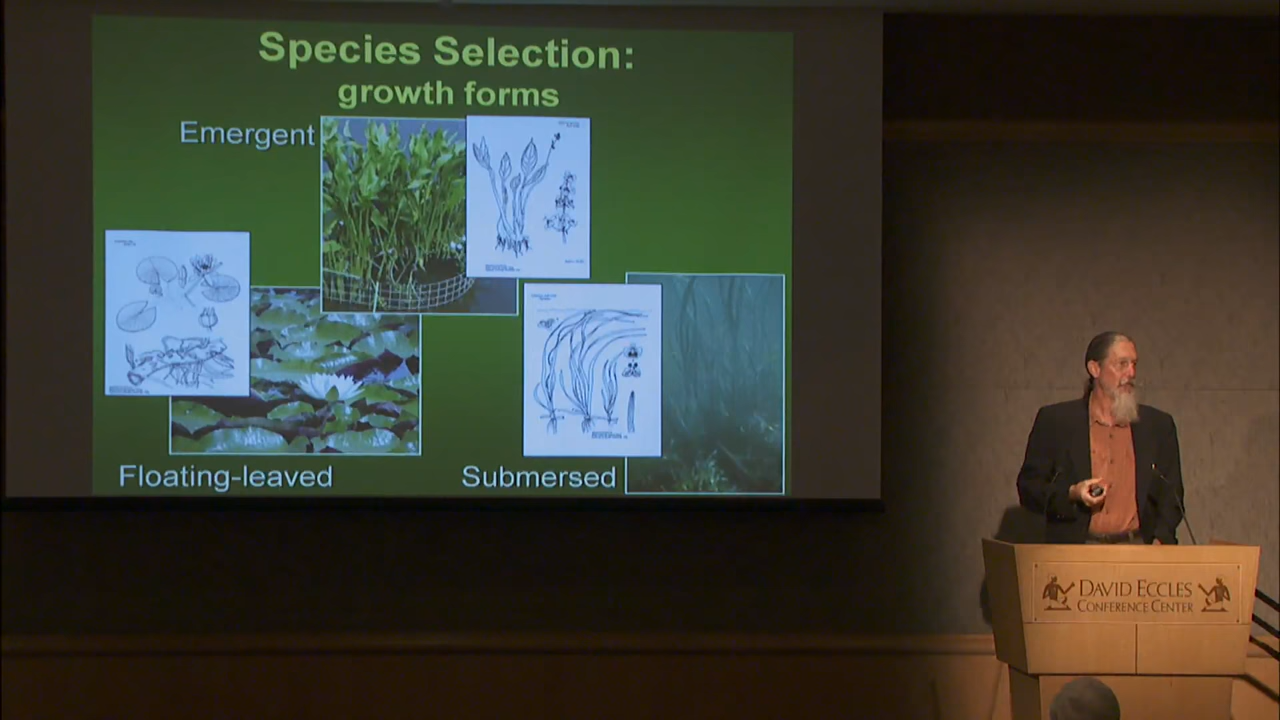 Species Selection:
growth forms
Emergent
Floating-leaved
Submersed
DAVID ECCLES
CONFERENCE CENTER